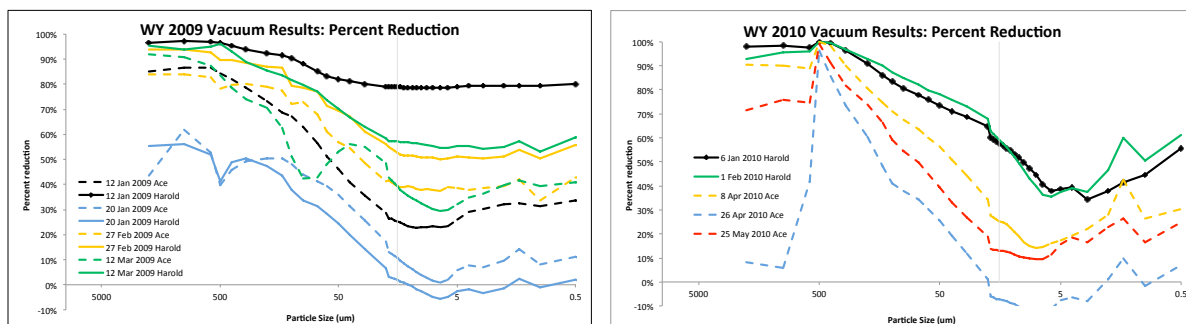 WY 2009 Vacuum Results: Percent Reduction
100%
90%
80%
70%
60%
50%
40%
30%
20%
10%
0%
-10%
Percent reduction
12 Jan 2009 Ace
12 Jan 2009 Harold
20 Jan 2009 Ace
20 Jan 2009 Harold
27 Feb 2009 Ace
27 Feb 2009 Harold
12 Mar 2009 Ace
12 Mar 2009 Harold
5000 500 50 5 0.5
Particle Size (um)
WY 2010 Vacuum Results: Percent Reduction
100%
90%
80%
70%
60%
50%
40%
30%
20%
10%
0%
-10%
Percent reduction
6 Jan 2010 Harold
1 Feb 2010 Harold
8 Apr 2010 Ace
26 Apr 2010 Ace
25 May 2010 Ace
5000 500 50 5 0.5
Particle Size (um)